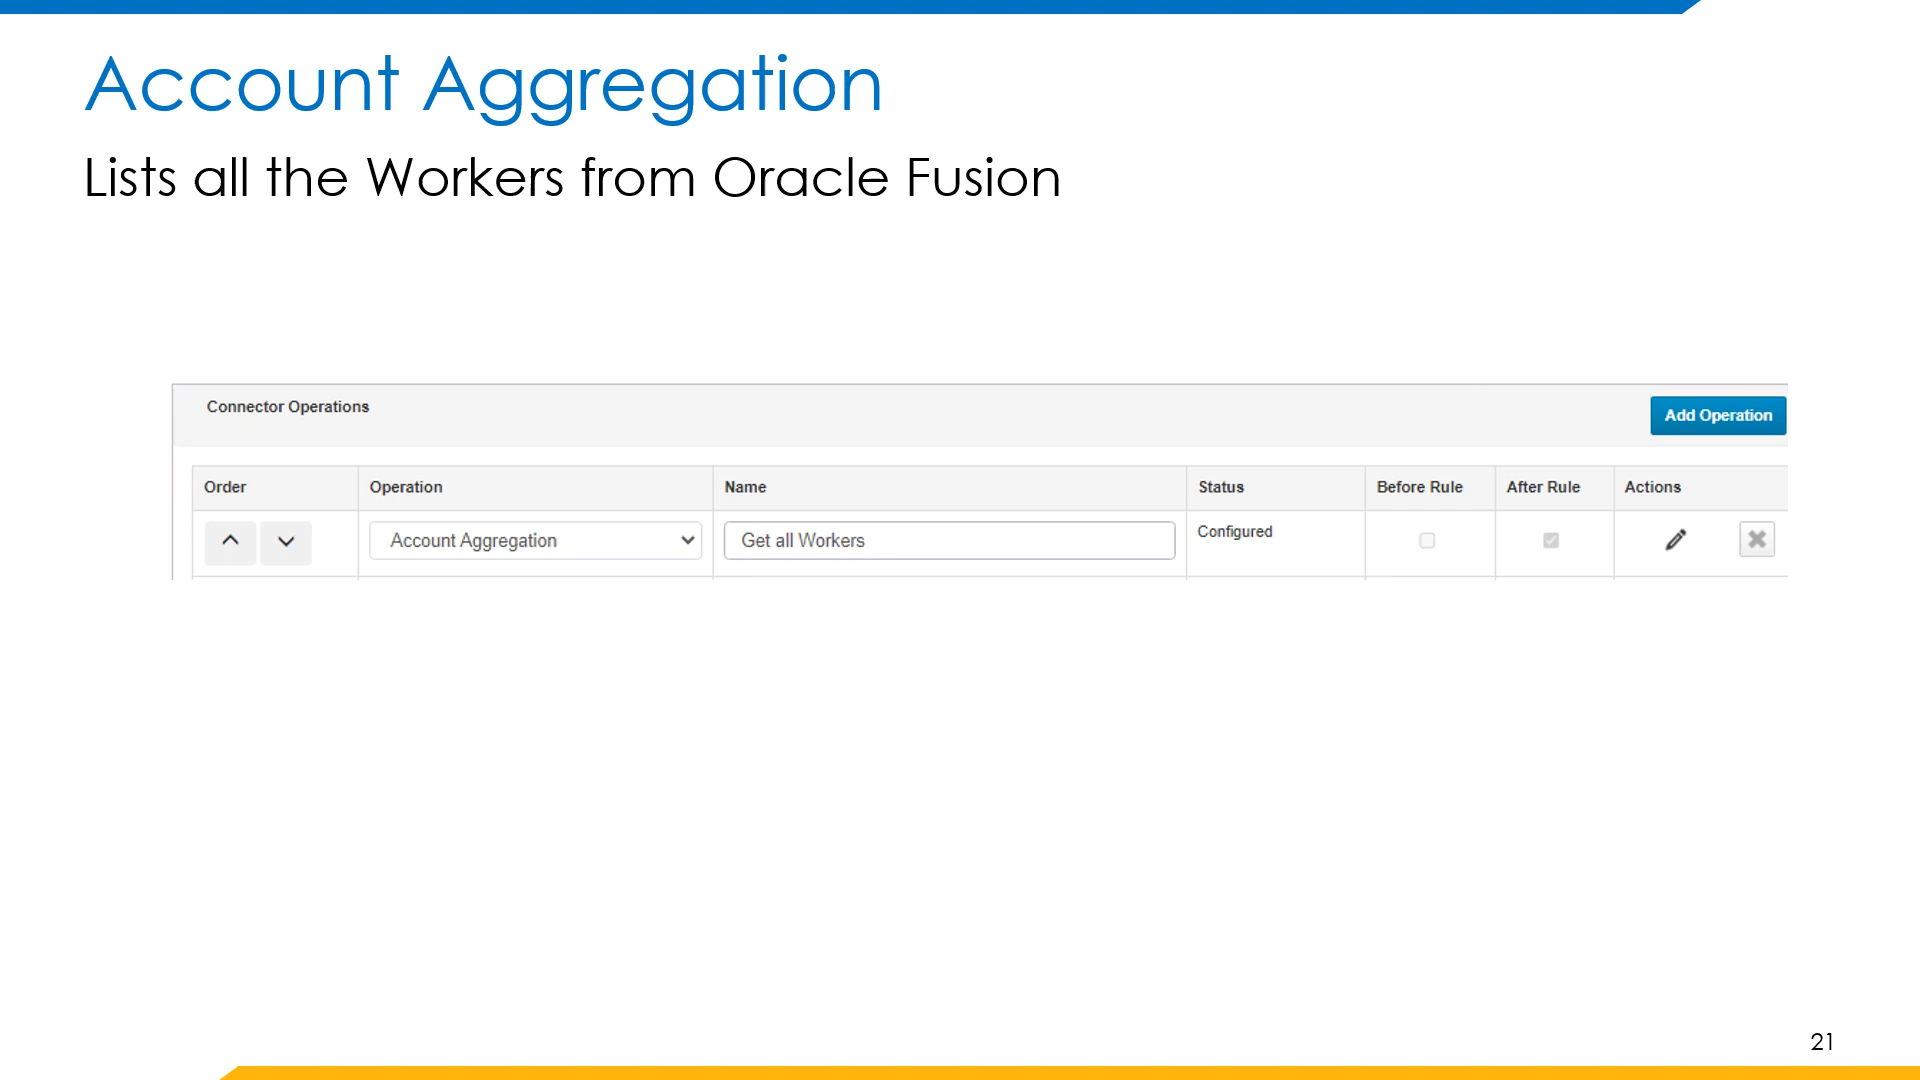 Account Aggregation
Lists all the Workers from Oracle Fusion
Connector Operations
Add Operation
Order Operation Name Status Before Rule After Rule Actions
Account Aggregation Get all Workers Configured
21